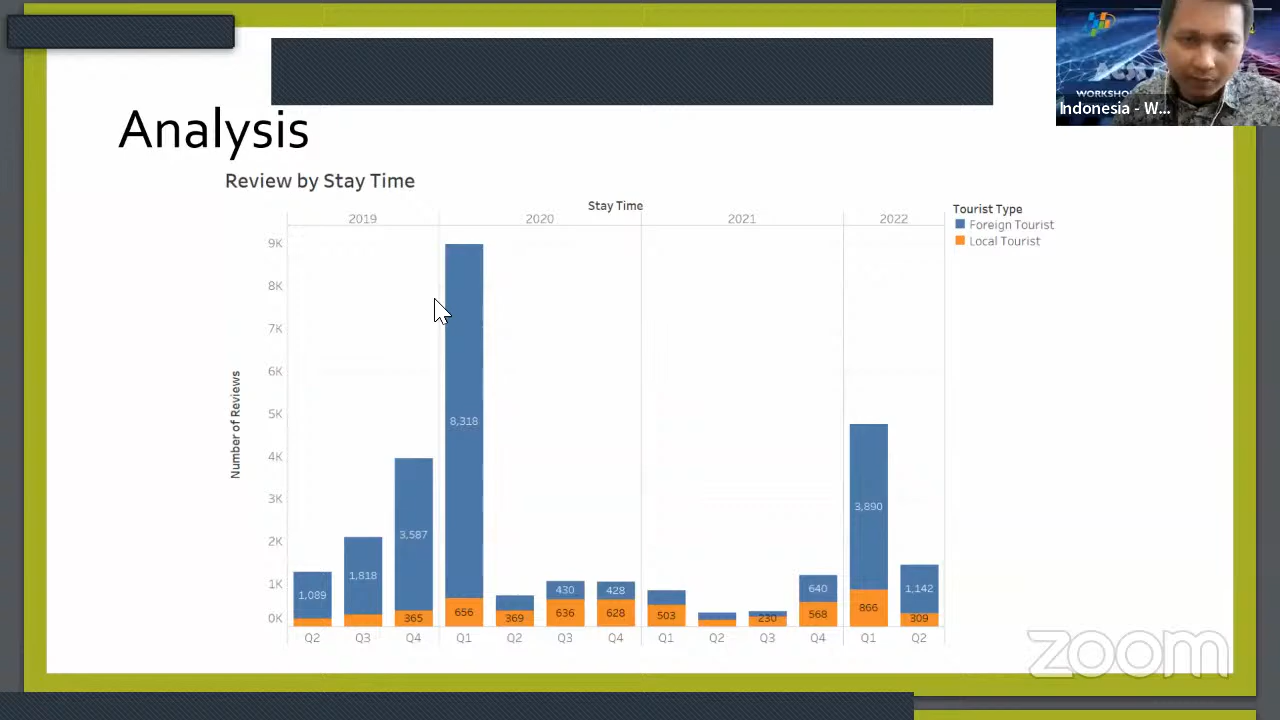 WORKSHO
Indonesia - W...
Analysis
Review by Stay Time
Stay Time
2019 2020 2021 2022
Tourist Type
Foreign Tourist
Local Tourist
Number of Reviews
9K
8K
7K
6K
5K
4K
3K
2K
1K
0K
1,089 1,818 3,587 8,318 430 428 640 3,890 1,142
365 656 369 636 628 503 230 568 866 309
Q2 Q3 Q4 Q1 Q2 Q3 Q4 Q1 Q2 Q3 Q4 Q1 Q2
zoom